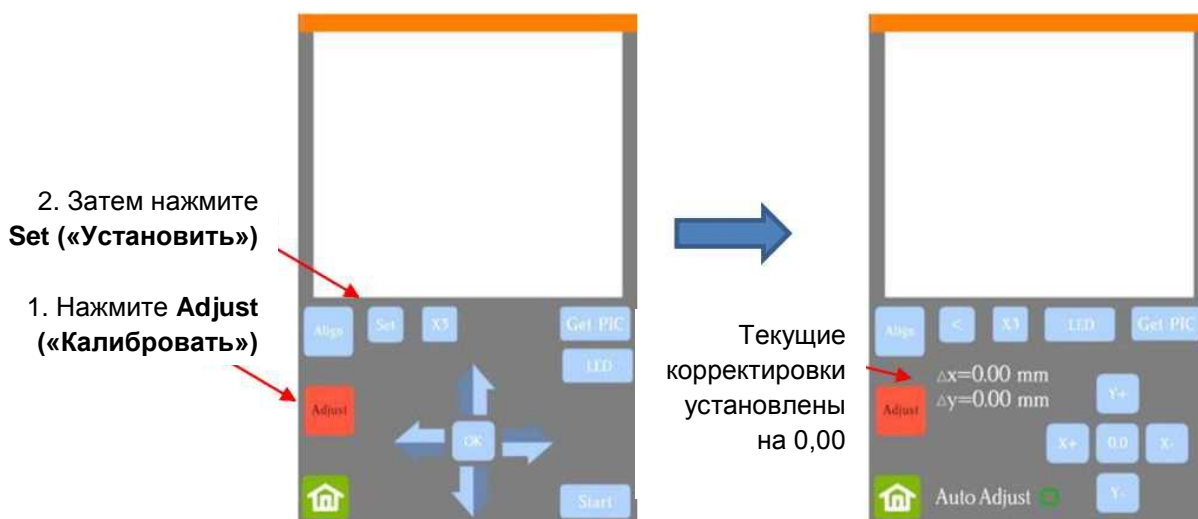 2. Затем нажмите
Set («Установить»)
1. Нажмите Adjust
(«Калибровать»)
Align
Set
X3
Get PIC
LED
Adjust
OK
Start
Текущие
корректировки
установлены
на 0,00
Align
<
X3
LED
Get PIC
△x=0.00 mm
△y=0.00 mm
Adjust
Y+
X+
0.0
X-
Y-
Auto Adjust